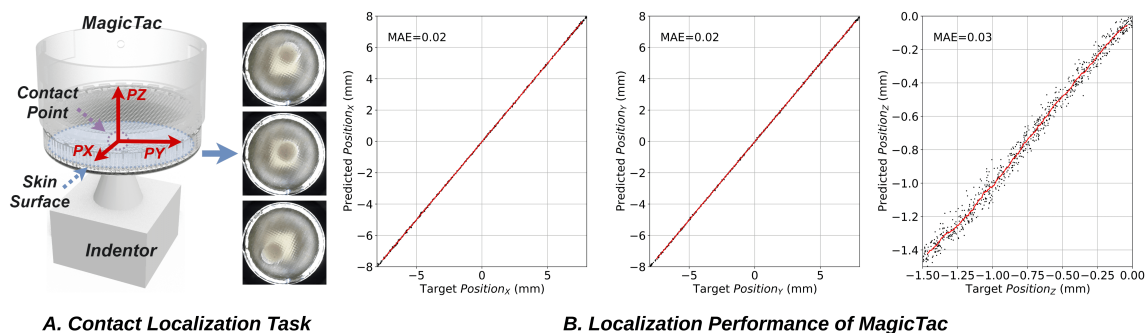 MagicTac
Contact
Point
PZ
PX
PY
Skin
Surface
Indentor
A. Contact Localization Task
MAE=0.02
Predicted PositionX (mm)
8
6
4
2
0
−2
−4
−6
−8
−5
0
5
Target PositionX (mm)
MAE=0.02
Predicted PositionY (mm)
8
6
4
2
0
−2
−4
−6
−8
−5
0
5
Target PositionY (mm)
MAE=0.03
Predicted PositionZ (mm)
0.0
−0.2
−0.4
−0.6
−0.8
−1.0
−1.2
−1.4
−1.50
−1.25
−1.00
−0.75
−0.50
−0.25
0.00
Target PositionZ (mm)
B. Localization Performance of MagicTac